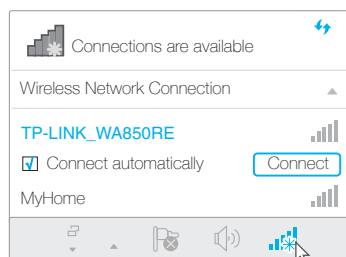 Connections are available
Wireless Network Connection
TP-LINK_WA850RE
Connect automatically
Connect
MyHome